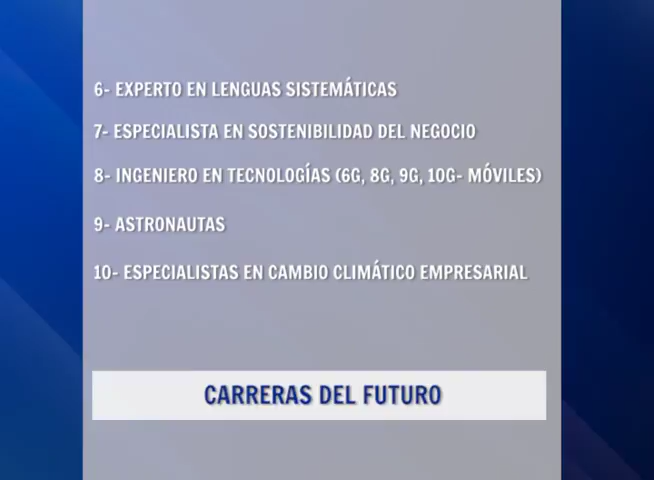 6- EXPERTO EN LENGUAS SISTEMÁTICAS
7- ESPECIALISTA EN SOSTENIBILIDAD DEL NEGOCIO
8- INGENIERO EN TECNOLOGÍAS (6G, 8G, 9G, 10G- MÓVILES)
9- ASTRONAUTAS
10- ESPECIALISTAS EN CAMBIO CLIMÁTICO EMPRESARIAL
CARRERAS DEL FUTURO